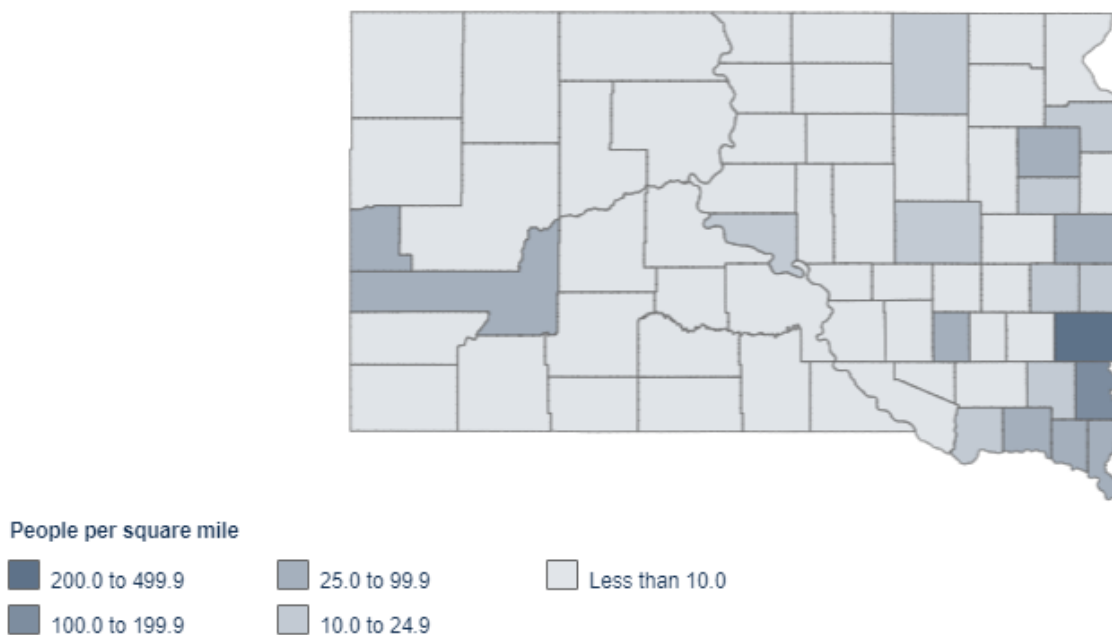 People per square mile
200.0 to 499.9
25.0 to 99.9
Less than 10.0
100.0 to 199.9
10.0 to 24.9